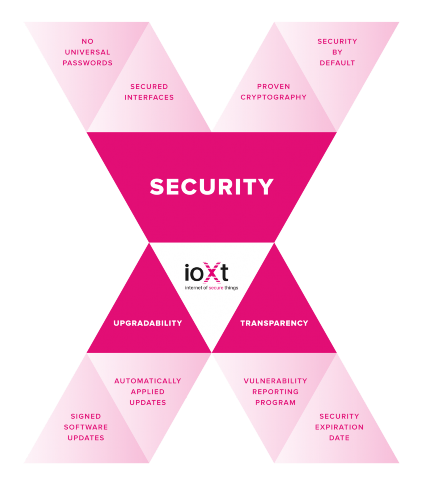 NO
UNIVERSAL
PASSWORDS
SECURED
INTERFACES
PROVEN
CRYPTOGRAPHY
SECURITY
BY
DEFAULT
SECURITY
ioXt
internet of secure things
UPGRADABILITY
TRANSPARENCY
AUTOMATICALLY
APPLIED
UPDATES
SIGNED
SOFTWARE
UPDATES
VULNERABILITY
REPORTING
PROGRAM
SECURITY
EXPIRATION
DATE